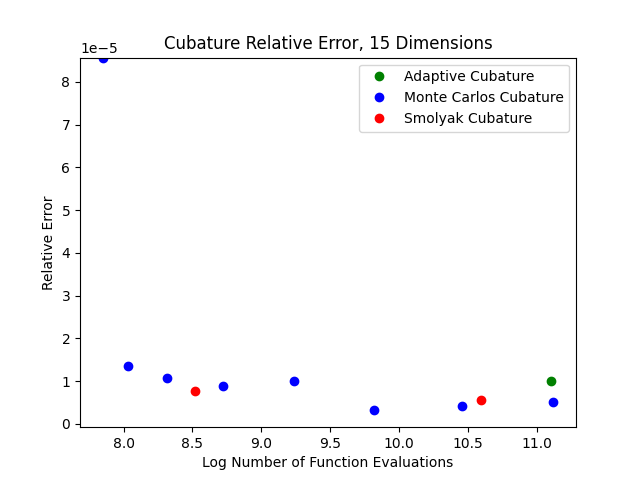 Cubature Relative Error, 15 Dimensions
1e−5
Adaptive Cubature
Monte Carlos Cubature
Smolyak Cubature
8
7
6
5
4
3
2
1
0
Relative Error
8.0 8.5 9.0 9.5 10.0 10.5 11.0
Log Number of Function Evaluations